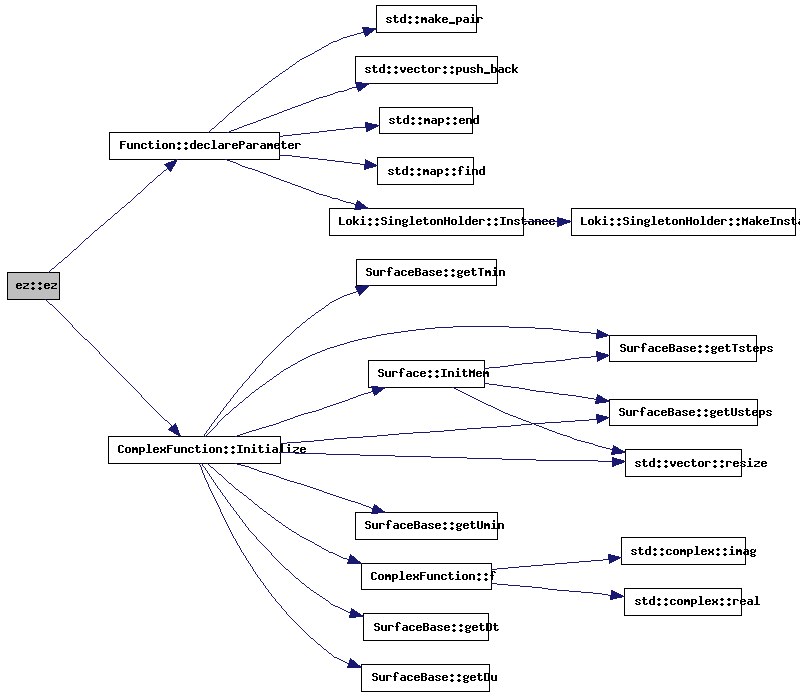 std::make_pair
std::vector::push_back
std::map::end
Function::declareParameter
std::map::find
Loki::SingletonHolder::Instance
Loki::SingletonHolder::MakeInsta
SurfaceBase::getTmin
ez::ez
SurfaceBase::getTsteps
Surface::InitMem
SurfaceBase::getUsteps
ComplexFunction::Initialize
std::vector::resize
SurfaceBase::getUmin
std::complex::imag
ComplexFunction::f
std::complex::real
SurfaceBase::getDt
SurfaceBase::getDu